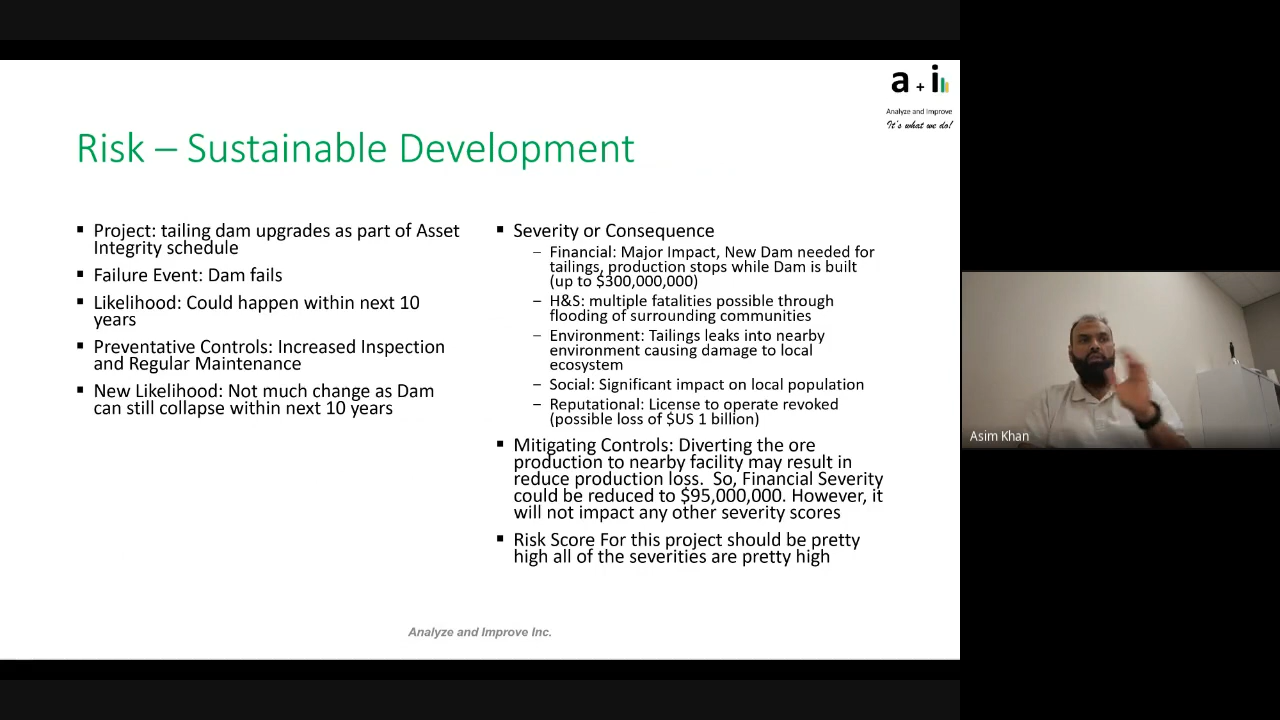 a + i
Analyze and Improve
It's what we do!
Risk – Sustainable Development
Project: tailing dam upgrades as part of Asset
Integrity schedule
Failure Event: Dam fails
Likelihood: Could happen within next 10
years
Preventative Controls: Increased Inspection
and Regular Maintenance
New Likelihood: Not much change as Dam
can still collapse within next 10 years
Severity or Consequence
– Financial: Major Impact, New Dam needed for
tailings, production stops while Dam is built
(up to $300,000,000)
– H&S: multiple fatalities possible through
flooding of surrounding communities
– Environment: Tailings leaks into nearby
environment causing damage to local
ecosystem
– Social: Significant impact on local population
– Reputational: License to operate revoked
(possible loss of $US 1 billion)
Mitigating Controls: Diverting the ore
production to nearby facility may result in
reduce production loss. So, Financial Severity
could be reduced to $95,000,000. However, it
will not impact any other severity scores
Risk Score For this project should be pretty
high all of the severities are pretty high
Analyze and Improve Inc.
Asim Khan